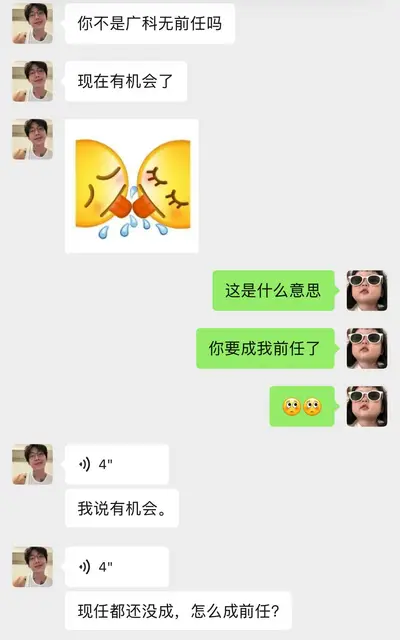 你不是广科无前任吗
现在有机会了
这是什么意思
你要成我前任了
4"
我说有机会。
4"
现任都还没成，怎么成前任?